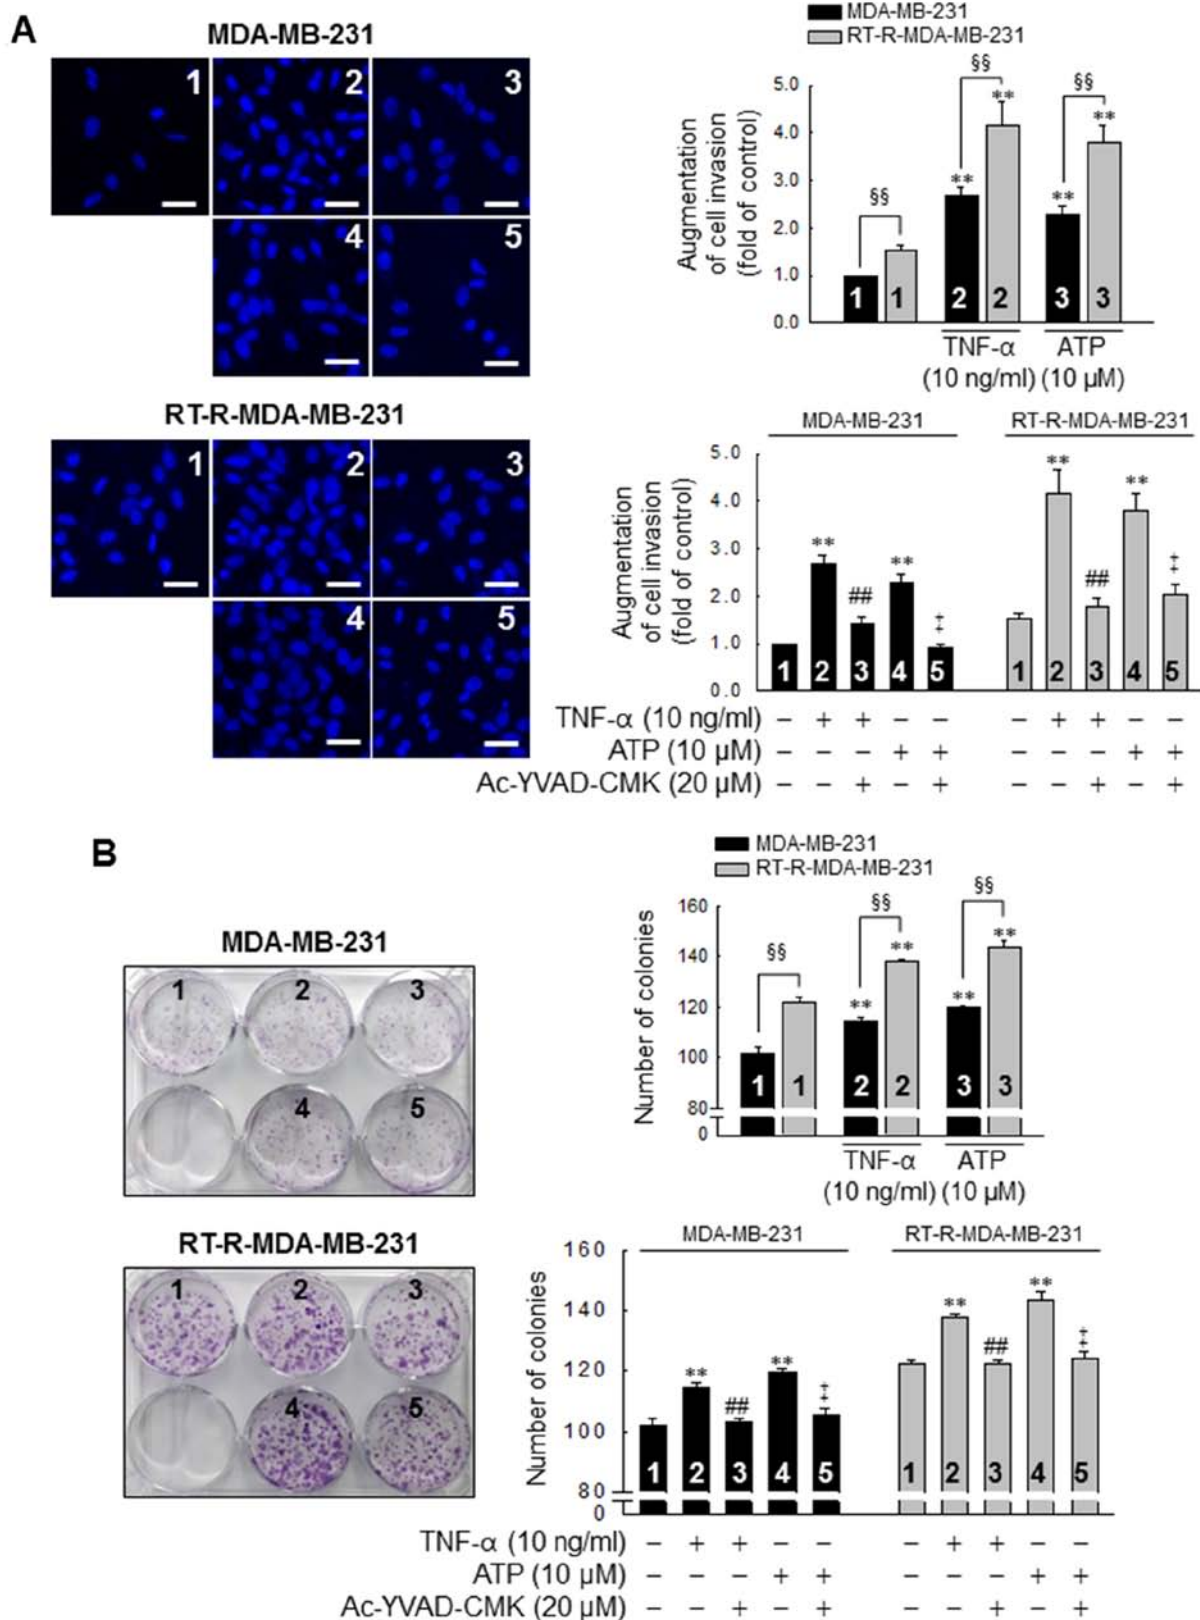 A
MDA-MB-231
1 2 3
4 5
RT-R-MDA-MB-231
1 2 3
4 5
MDA-MB-231
RT-R-MDA-MB-231
Augmentation
of cell invasion
(fold of control)
5.0
4.0
3.0
2.0
1.0
0.0
§§ §§ §§
** ** ** **
1 1 2 2 3 3
TNF-α ATP
(10 ng/ml) (10 µM)
MDA-MB-231 RT-R-MDA-MB-231
Augmentation
of cell invasion
(fold of control)
5.0
4.0
3.0
2.0
1.0
0.0
** ## ** ‡ ** ## ** ‡
1 2 3 4 5 1 2 3 4 5
TNF-α (10 ng/ml) − + + − − − + + − −
ATP (10 µM) − − − + + − − − + +
Ac-YVAD-CMK (20 µM) − − + − + − − + − +
B
MDA-MB-231
1 2 3
4 5
RT-R-MDA-MB-231
1 2 3
4 5
MDA-MB-231
RT-R-MDA-MB-231
Number of colonies
160
140
120
100
80
0
§§ §§ §§
** ** ** **
1 1 2 2 3 3
TNF-α ATP
(10 ng/ml) (10 µM)
MDA-MB-231 RT-R-MDA-MB-231
Number of colonies
160
140
120
100
80
0
** ## ** ‡ ** ## ** ‡
1 2 3 4 5 1 2 3 4 5
TNF-α (10 ng/ml) − + + − − − + + − −
ATP (10 µM) − − − + + − − − + +
Ac-YVAD-CMK (20 µM) − − + − + − − + − +